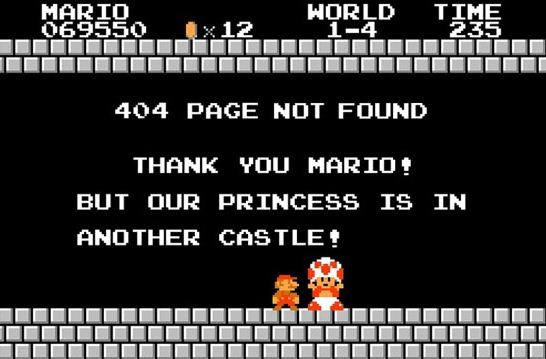 MARIO WORLD TIME
069550 ×12 1-4 235
404 PAGE NOT FOUND
THANK YOU MARIO!
BUT OUR PRINCESS IS IN
ANOTHER CASTLE!